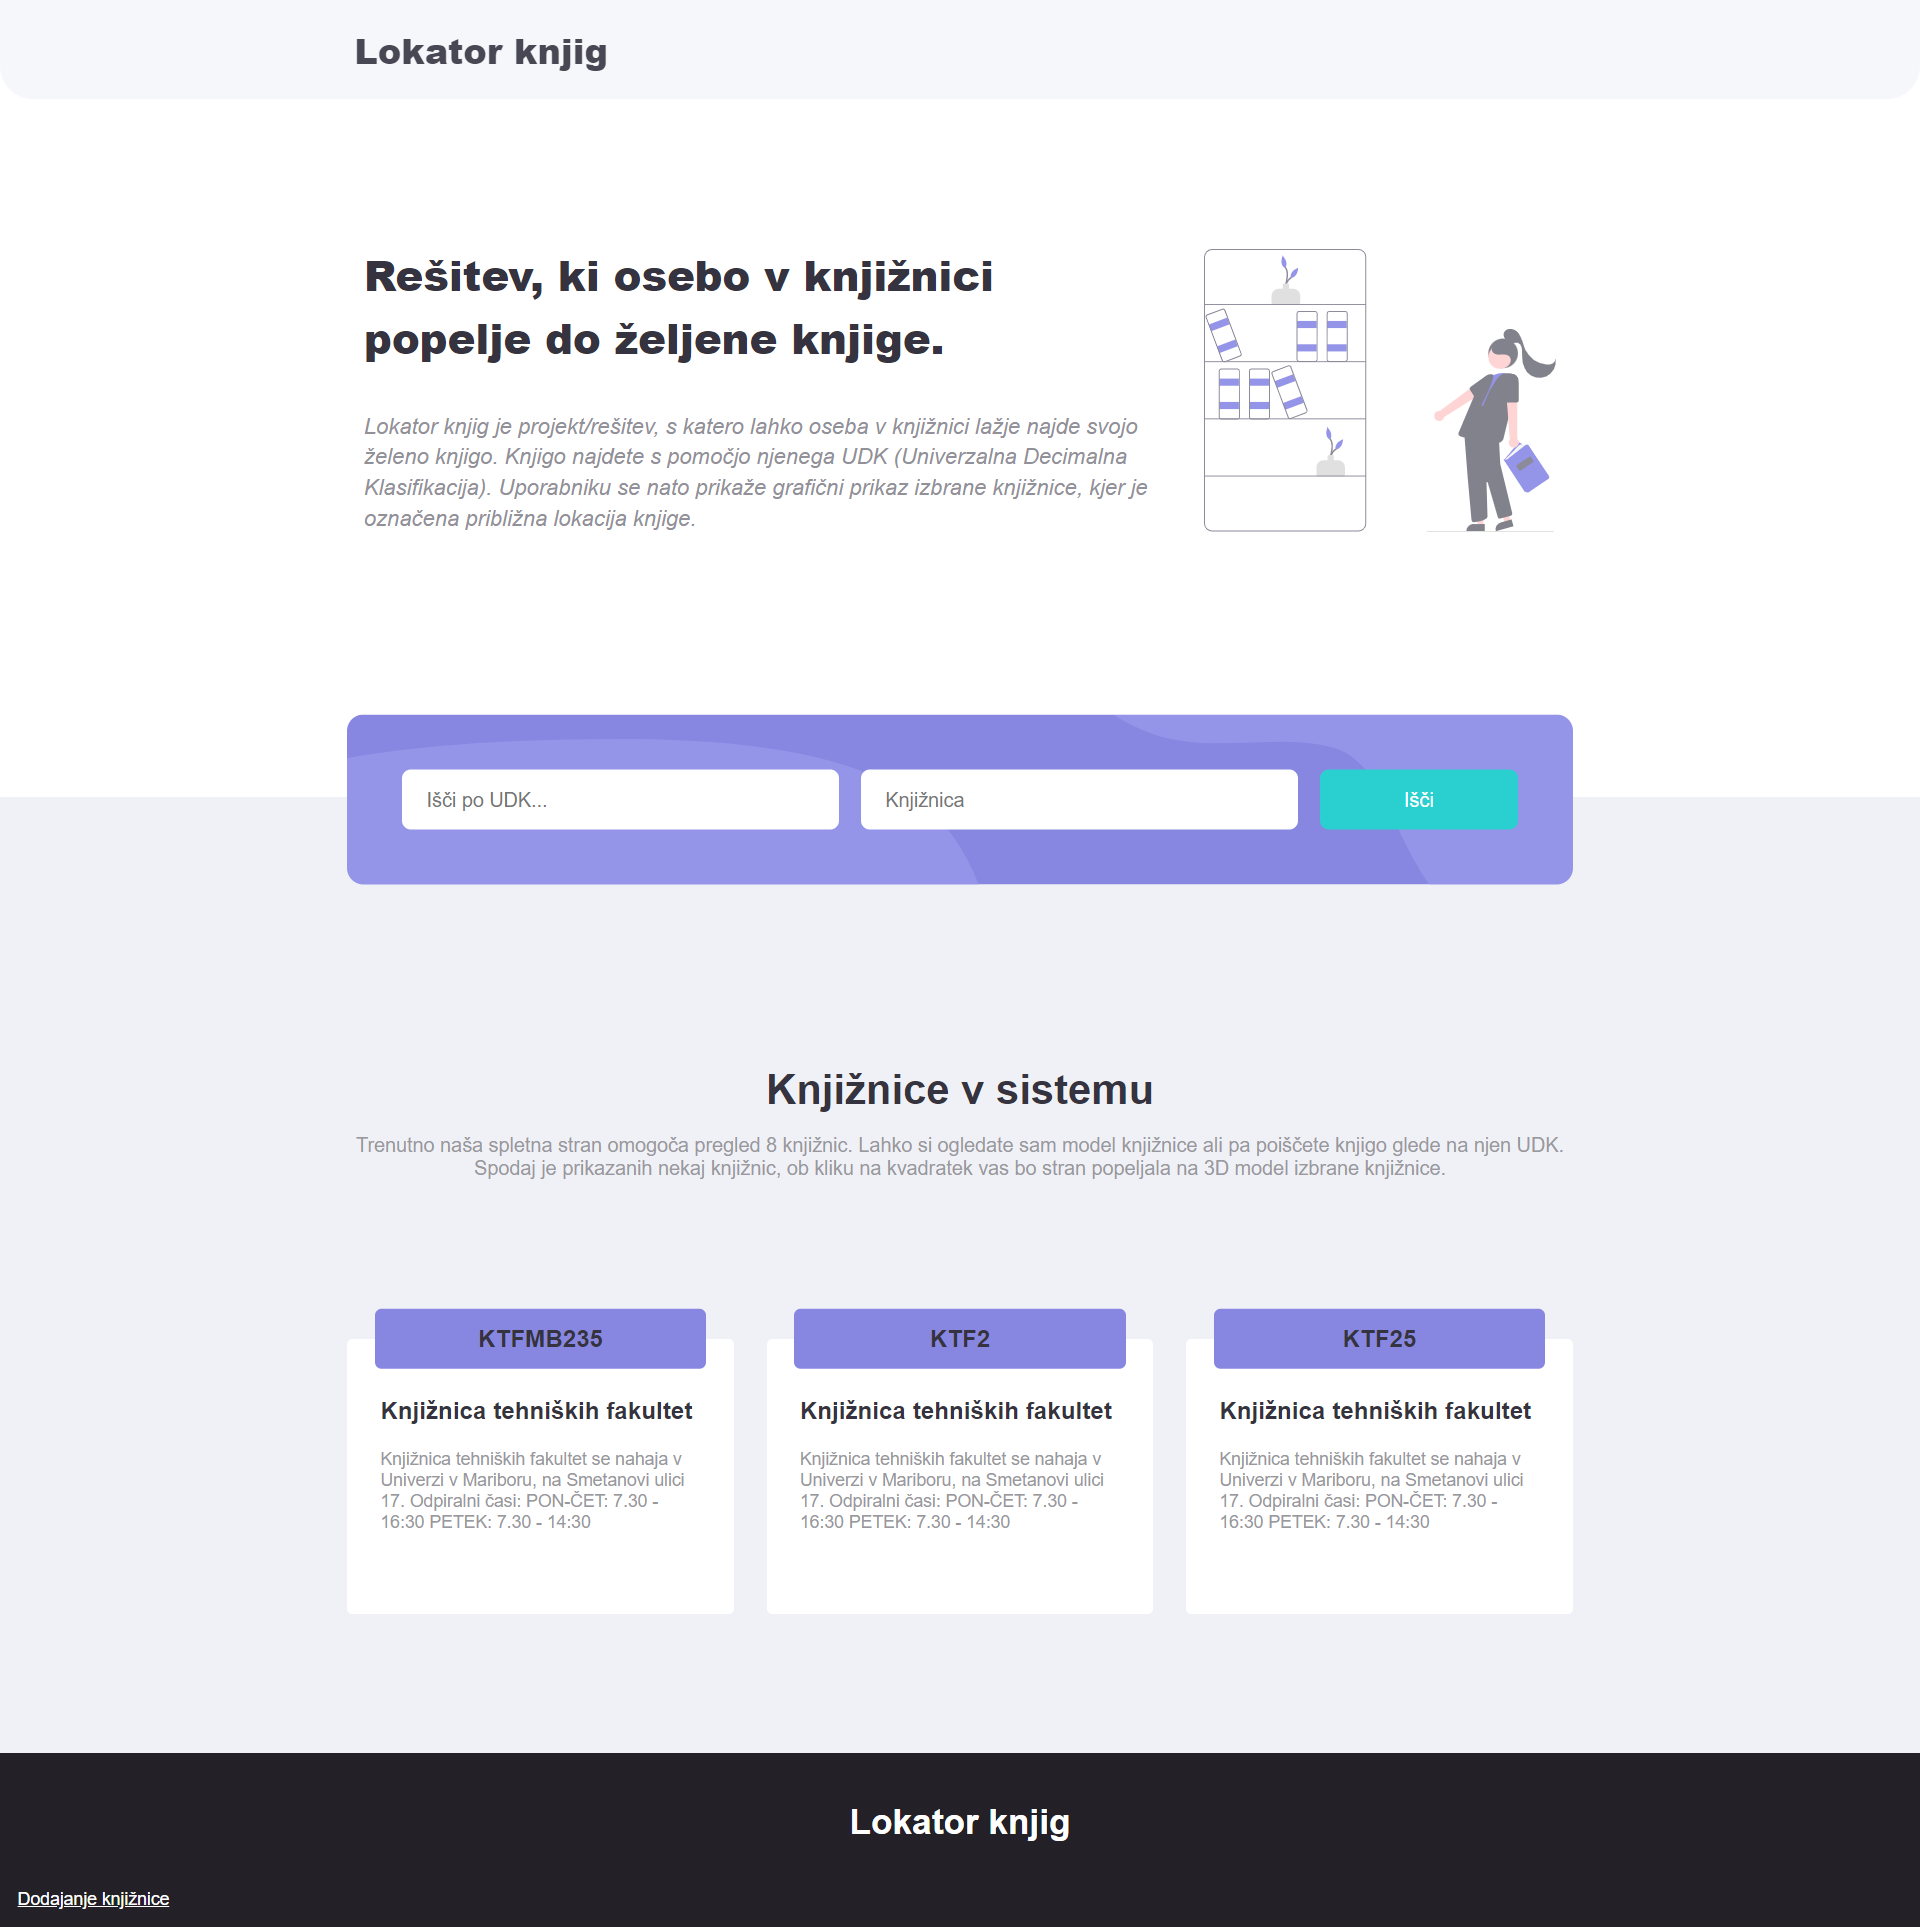 Lokator knjig
Rešitev, ki osebo v knjižnici
popelje do željene knjige.
Lokator knjig je projekt/rešitev, s katero lahko oseba v knjižnici lažje najde svojo
želeno knjigo. Knjigo najdete s pomočjo njenega UDK (Univerzalna Decimalna
Klasifikacija). Uporabniku se nato prikaže grafični prikaz izbrane knjižnice, kjer je
označena približna lokacija knjige.
Išči po UDK...
Knjižnica
Išči
Knjižnice v sistemu
Trenutno naša spletna stran omogoča pregled 8 knjižnic. Lahko si ogledate sam model knjižnice ali pa poiščete knjigo glede na njen UDK.
Spodaj je prikazanih nekaj knjižnic, ob kliku na kvadratek vas bo stran popeljala na 3D model izbrane knjižnice.
KTFMB235
Knjižnica tehniških fakultet
Knjižnica tehniških fakultet se nahaja v
Univerzi v Mariboru, na Smetanovi ulici
17. Odpiralni časi: PON-ČET: 7.30 -
16:30 PETEK: 7.30 - 14:30
KTF2
Knjižnica tehniških fakultet
Knjižnica tehniških fakultet se nahaja v
Univerzi v Mariboru, na Smetanovi ulici
17. Odpiralni časi: PON-ČET: 7.30 -
16:30 PETEK: 7.30 - 14:30
KTF25
Knjižnica tehniških fakultet
Knjižnica tehniških fakultet se nahaja v
Univerzi v Mariboru, na Smetanovi ulici
17. Odpiralni časi: PON-ČET: 7.30 -
16:30 PETEK: 7.30 - 14:30
Lokator knjig
Dodajanje knjižnice